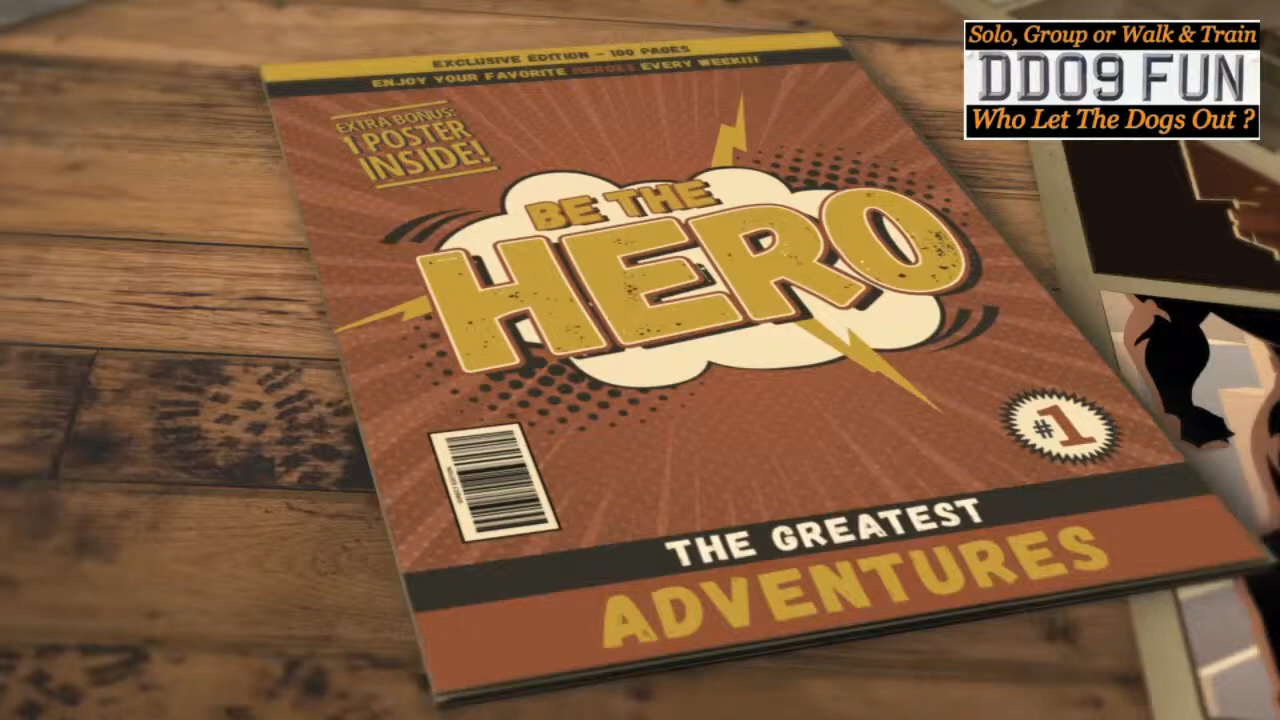 EXCLUSIVE EDITION - 100 PAGES
ENJOY YOUR FAVORITE HEROES EVERY WEEK!!!
EXTRA BONUS:
1 POSTER
INSIDE!
BE THE
HERO
#1
THE GREATEST
ADVENTURES
Solo, Group or Walk & Train
DD09 FUN
Who Let The Dogs Out ?